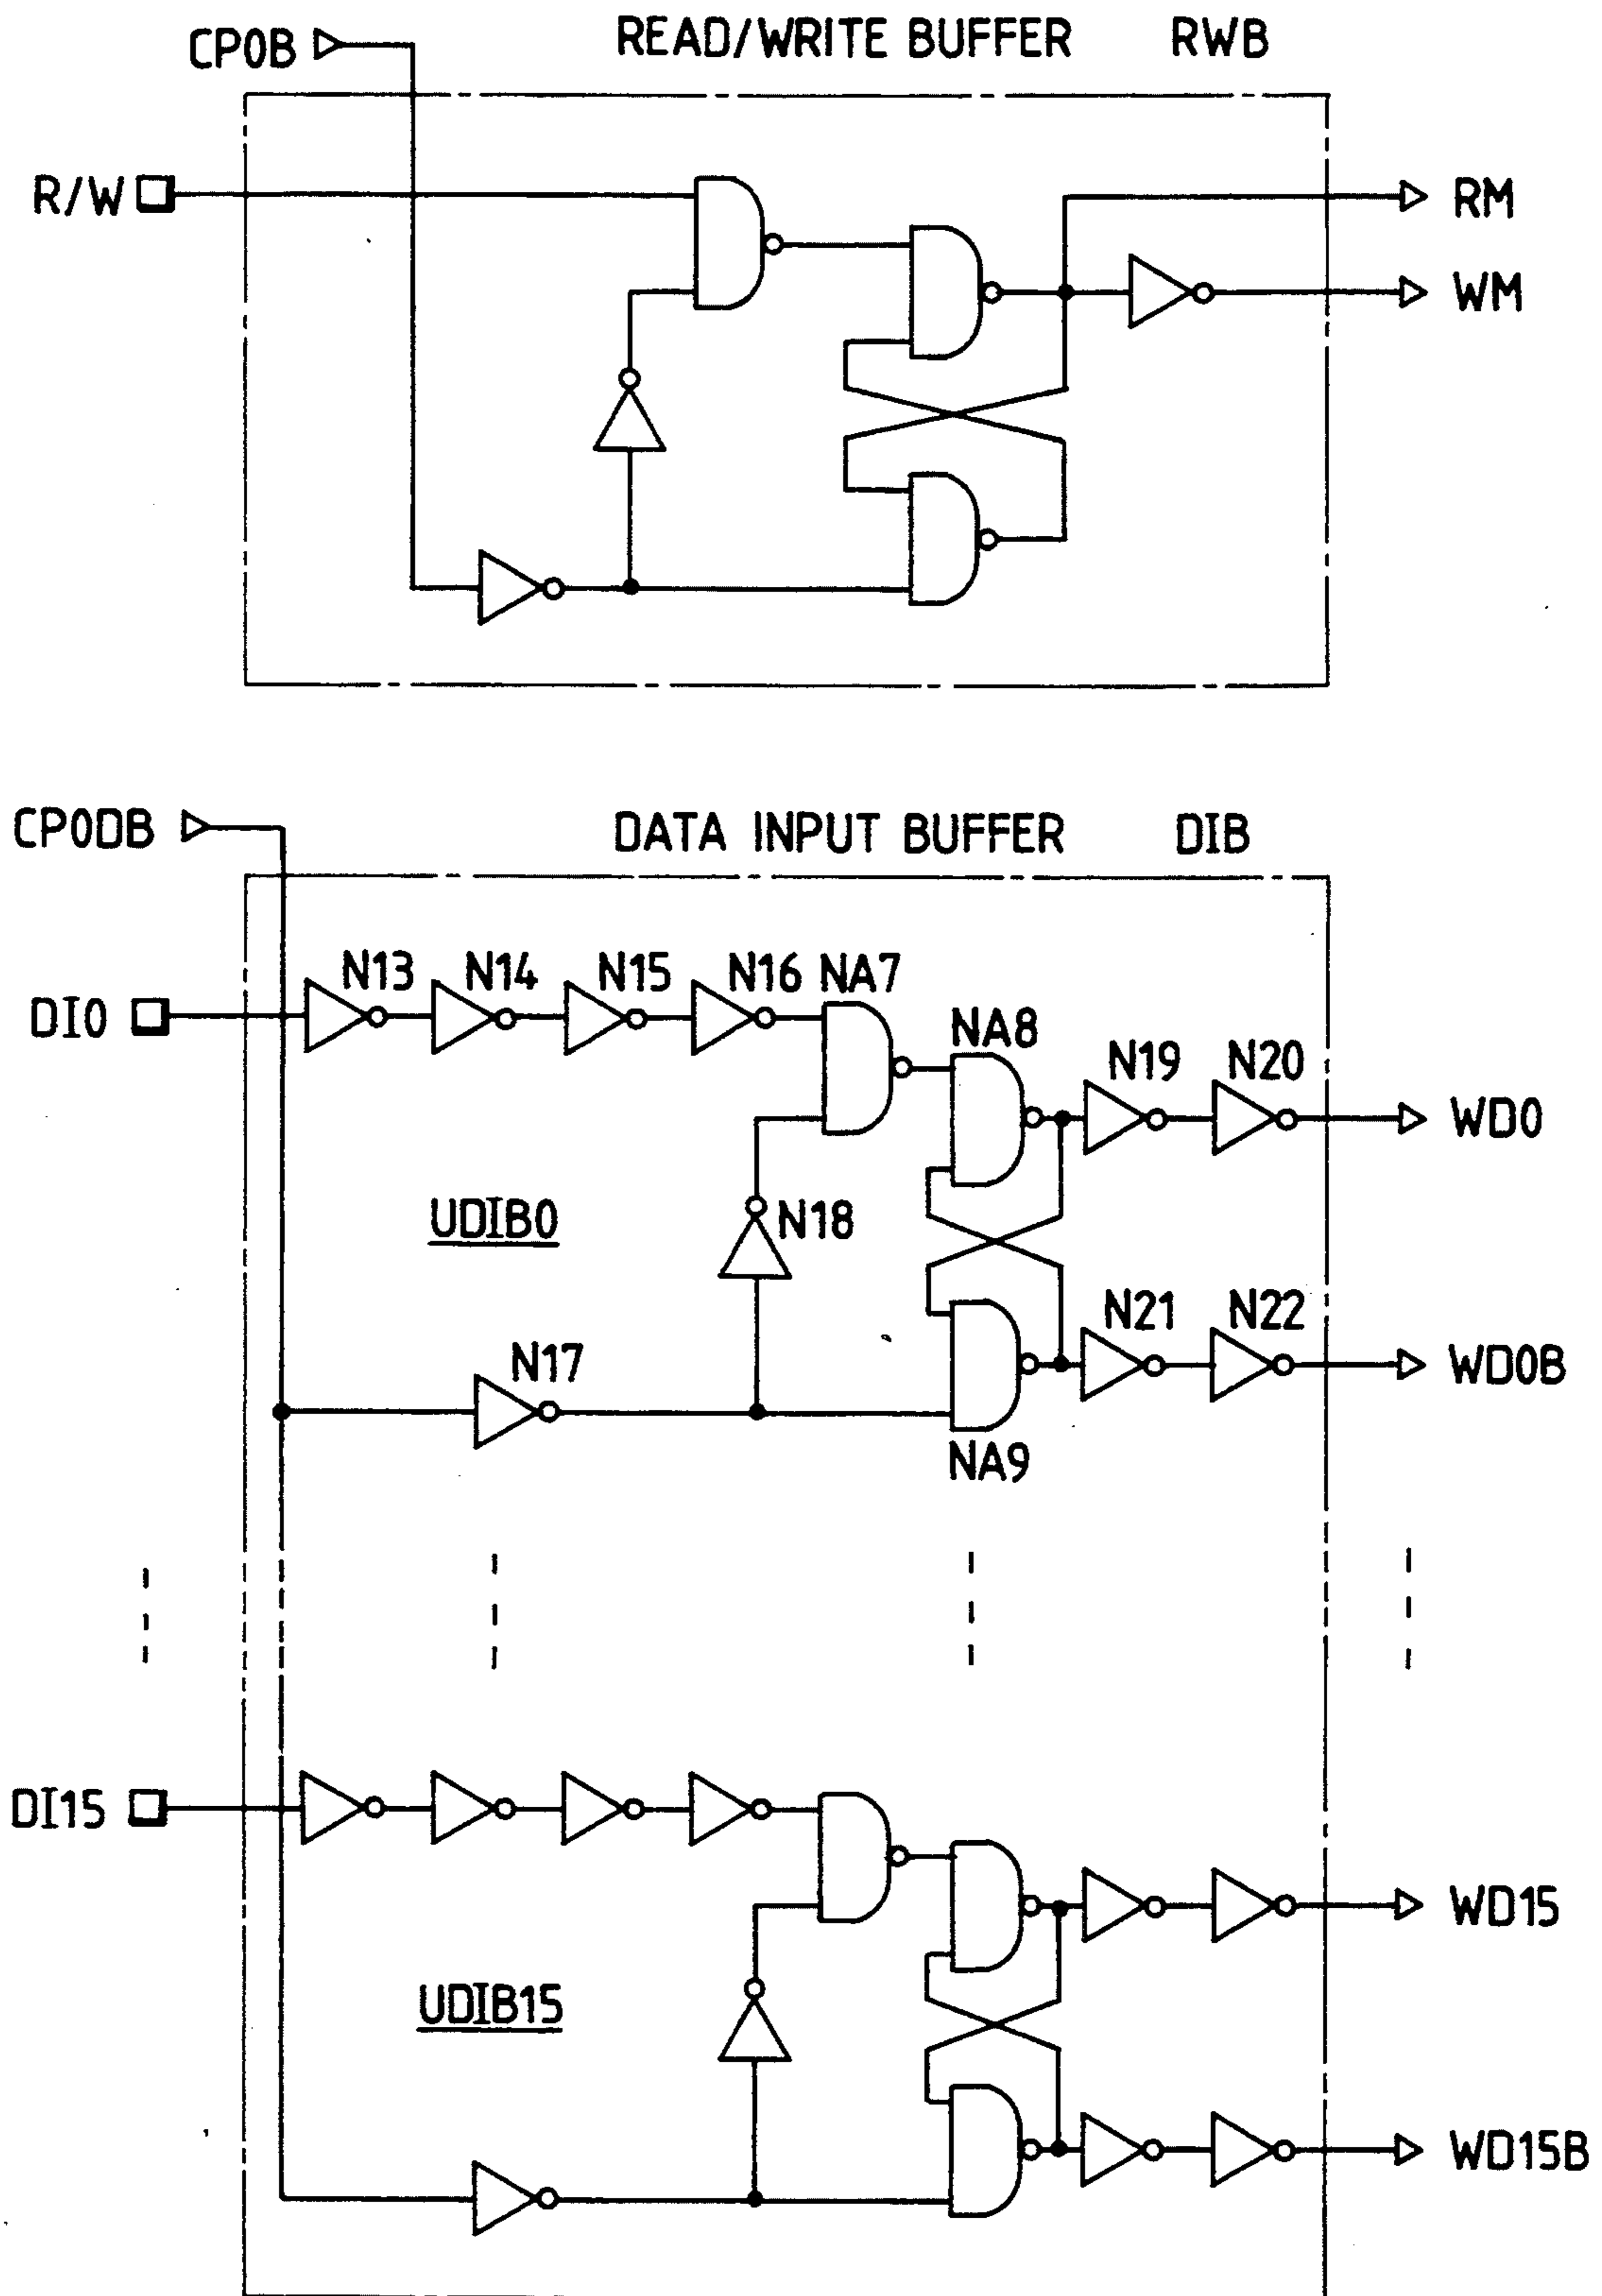 CP0B
READ/WRITE BUFFER RWB
R/W
RM
WM
CP0DB
DATA INPUT BUFFER DIB
N13 N14 N15 N16 NA7
DI0
NA8
N19 N20
WD0
UDIB0
N18
N21 N22
N17
WD0B
NA9
DI15
WD15
UDIB15
WD15B